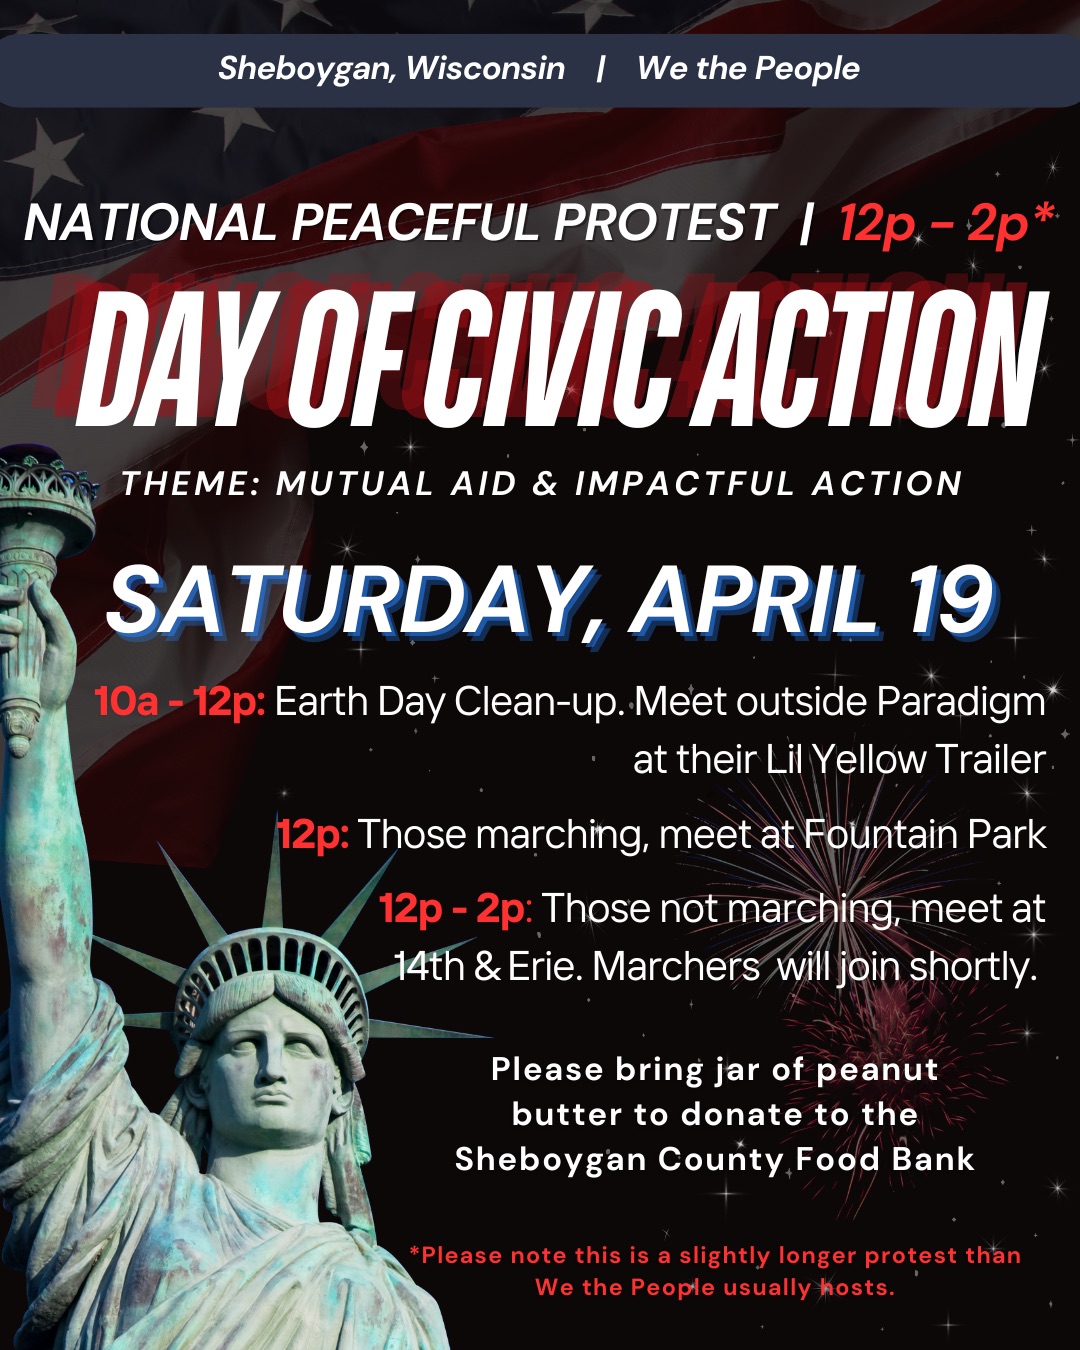 Sheboygan, Wisconsin | We the People
NATIONAL PEACEFUL PROTEST | 12p - 2p*
DAY OF CIVIC ACTION
THEME: MUTUAL AID & IMPACTFUL ACTION
SATURDAY, APRIL 19
10a - 12p: Earth Day Clean-up. Meet outside Paradigm
at their Lil Yellow Trailer
12p: Those marching, meet at Fountain Park
12p - 2p: Those not marching, meet at
14th & Erie. Marchers will join shortly.
Please bring jar of peanut
butter to donate to the
Sheboygan County Food Bank
*Please note this is a slightly longer protest than
We the People usually hosts.